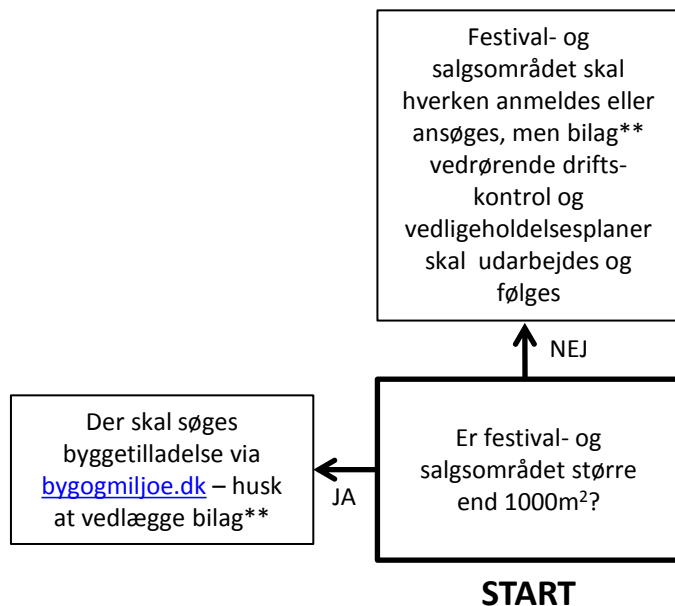 Festival- og
salgsområdet skal
hverken anmeldes eller
ansøges, men bilag**
vedrørende drifts-
kontrol og
vedligeholdelsesplaner
skal udarbejdes og
følges
NEJ
Der skal søges
byggetilladelse via
bygogmiljoe.dk – husk
at vedlægge bilag**
JA
Er festival- og
salgsområdet større
end 1000m²?
START